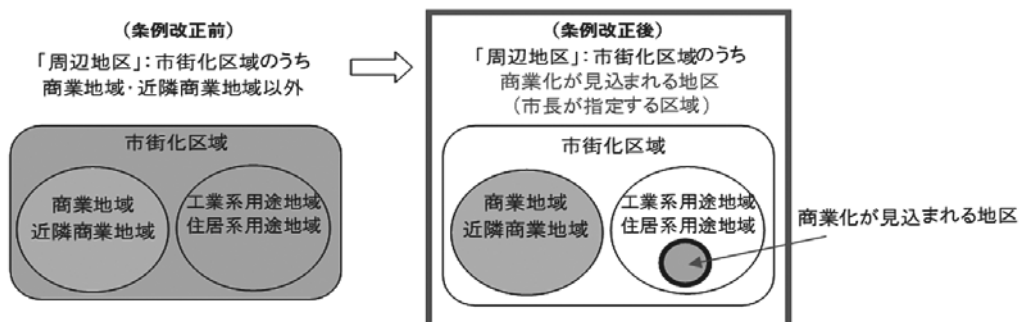 (条例改正前)
「周辺地区」：市街化区域のうち
商業地域・近隣商業地域以外
市街化区域
商業地域
近隣商業地域
工業系用途地域
住居系用途地域
(条例改正後)
「周辺地区」：市街化区域のうち
商業化が見込まれる地区
（市長が指定する区域）
市街化区域
商業地域
近隣商業地域
工業系用途地域
住居系用途地域
商業化が見込まれる地区